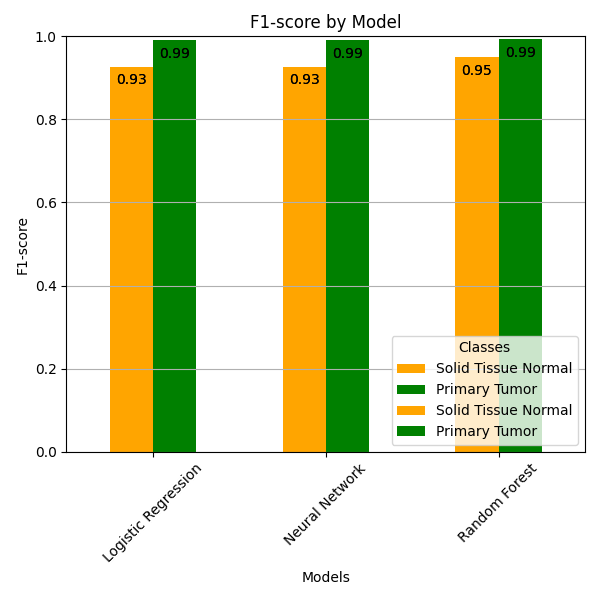 F1-score by Model
1.0
0.8
0.6
0.4
0.2
0.0
F1-score
0.93
0.99
0.93
0.99
0.95
0.99
Classes
Solid Tissue Normal
Primary Tumor
Solid Tissue Normal
Primary Tumor
Logistic Regression
Neural Network
Random Forest
Models